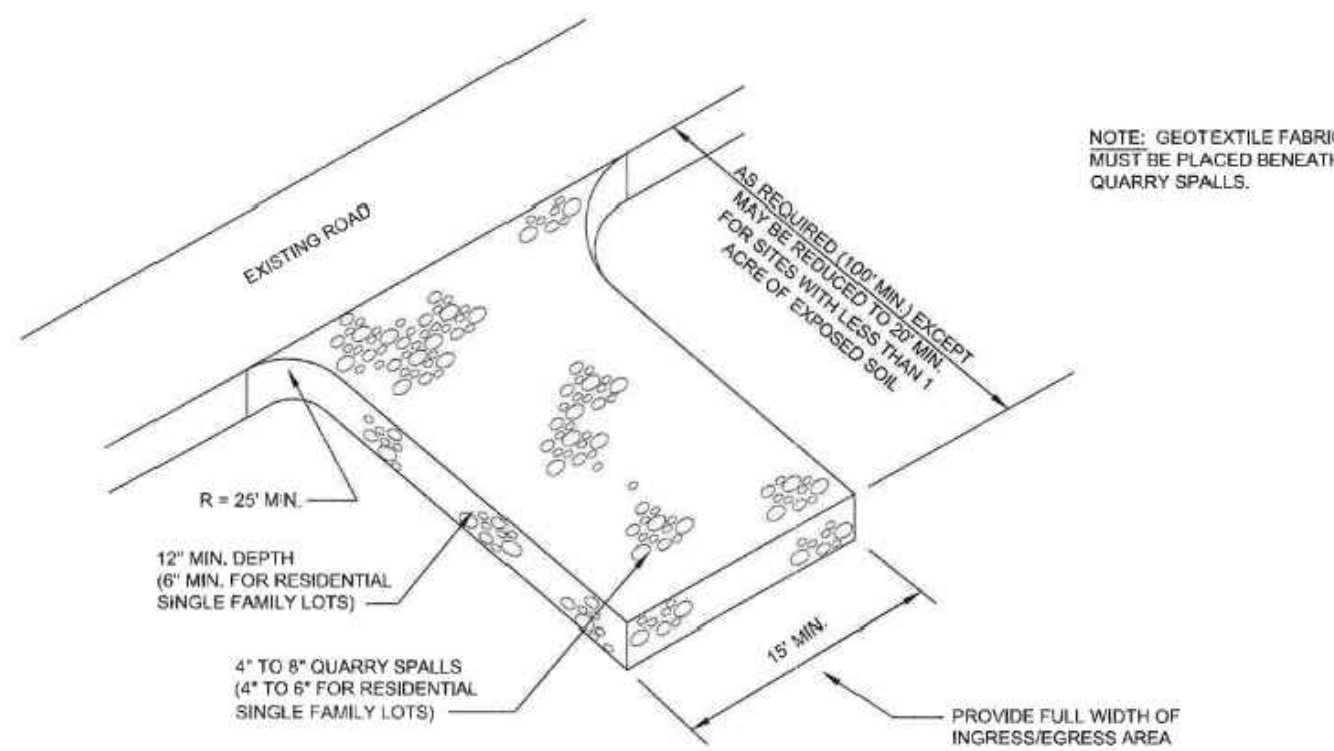 NOTE: GEOTEXTILE FABRIC
MUST BE PLACED BENEATH
QUARRY SPALLS.
EXISTING ROAD
AS REQUIRED (100' MIN.) EXCEPT
MAY BE REDUCED TO 20' MIN.
FOR SITES WITH LESS THAN 1
ACRE OF EXPOSED SOIL
R = 25' MIN.
12" MIN. DEPTH
(6" MIN. FOR RESIDENTIAL
SINGLE FAMILY LOTS)
4" TO 8" QUARRY SPALLS
(4" TO 6" FOR RESIDENTIAL
SINGLE FAMILY LOTS)
15' MIN.
PROVIDE FULL WIDTH OF
INGRESS/EGRESS AREA